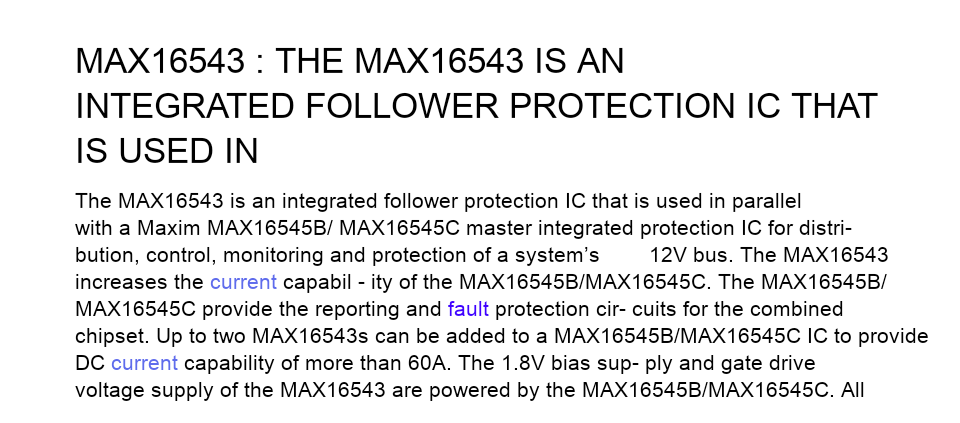 MAX16543 : THE MAX16543 IS AN
INTEGRATED FOLLOWER PROTECTION IC THAT
IS USED IN
The MAX16543 is an integrated follower protection IC that is used in parallel
with a Maxim MAX16545B/ MAX16545C master integrated protection IC for distri-
bution, control, monitoring and protection of a system’s 12V bus. The MAX16543
increases the current capabil - ity of the MAX16545B/MAX16545C. The MAX16545B/
MAX16545C provide the reporting and fault protection cir- cuits for the combined
chipset. Up to two MAX16543s can be added to a MAX16545B/MAX16545C IC to provide
DC current capability of more than 60A. The 1.8V bias sup- ply and gate drive
voltage supply of the MAX16543 are powered by the MAX16545B/MAX16545C. All